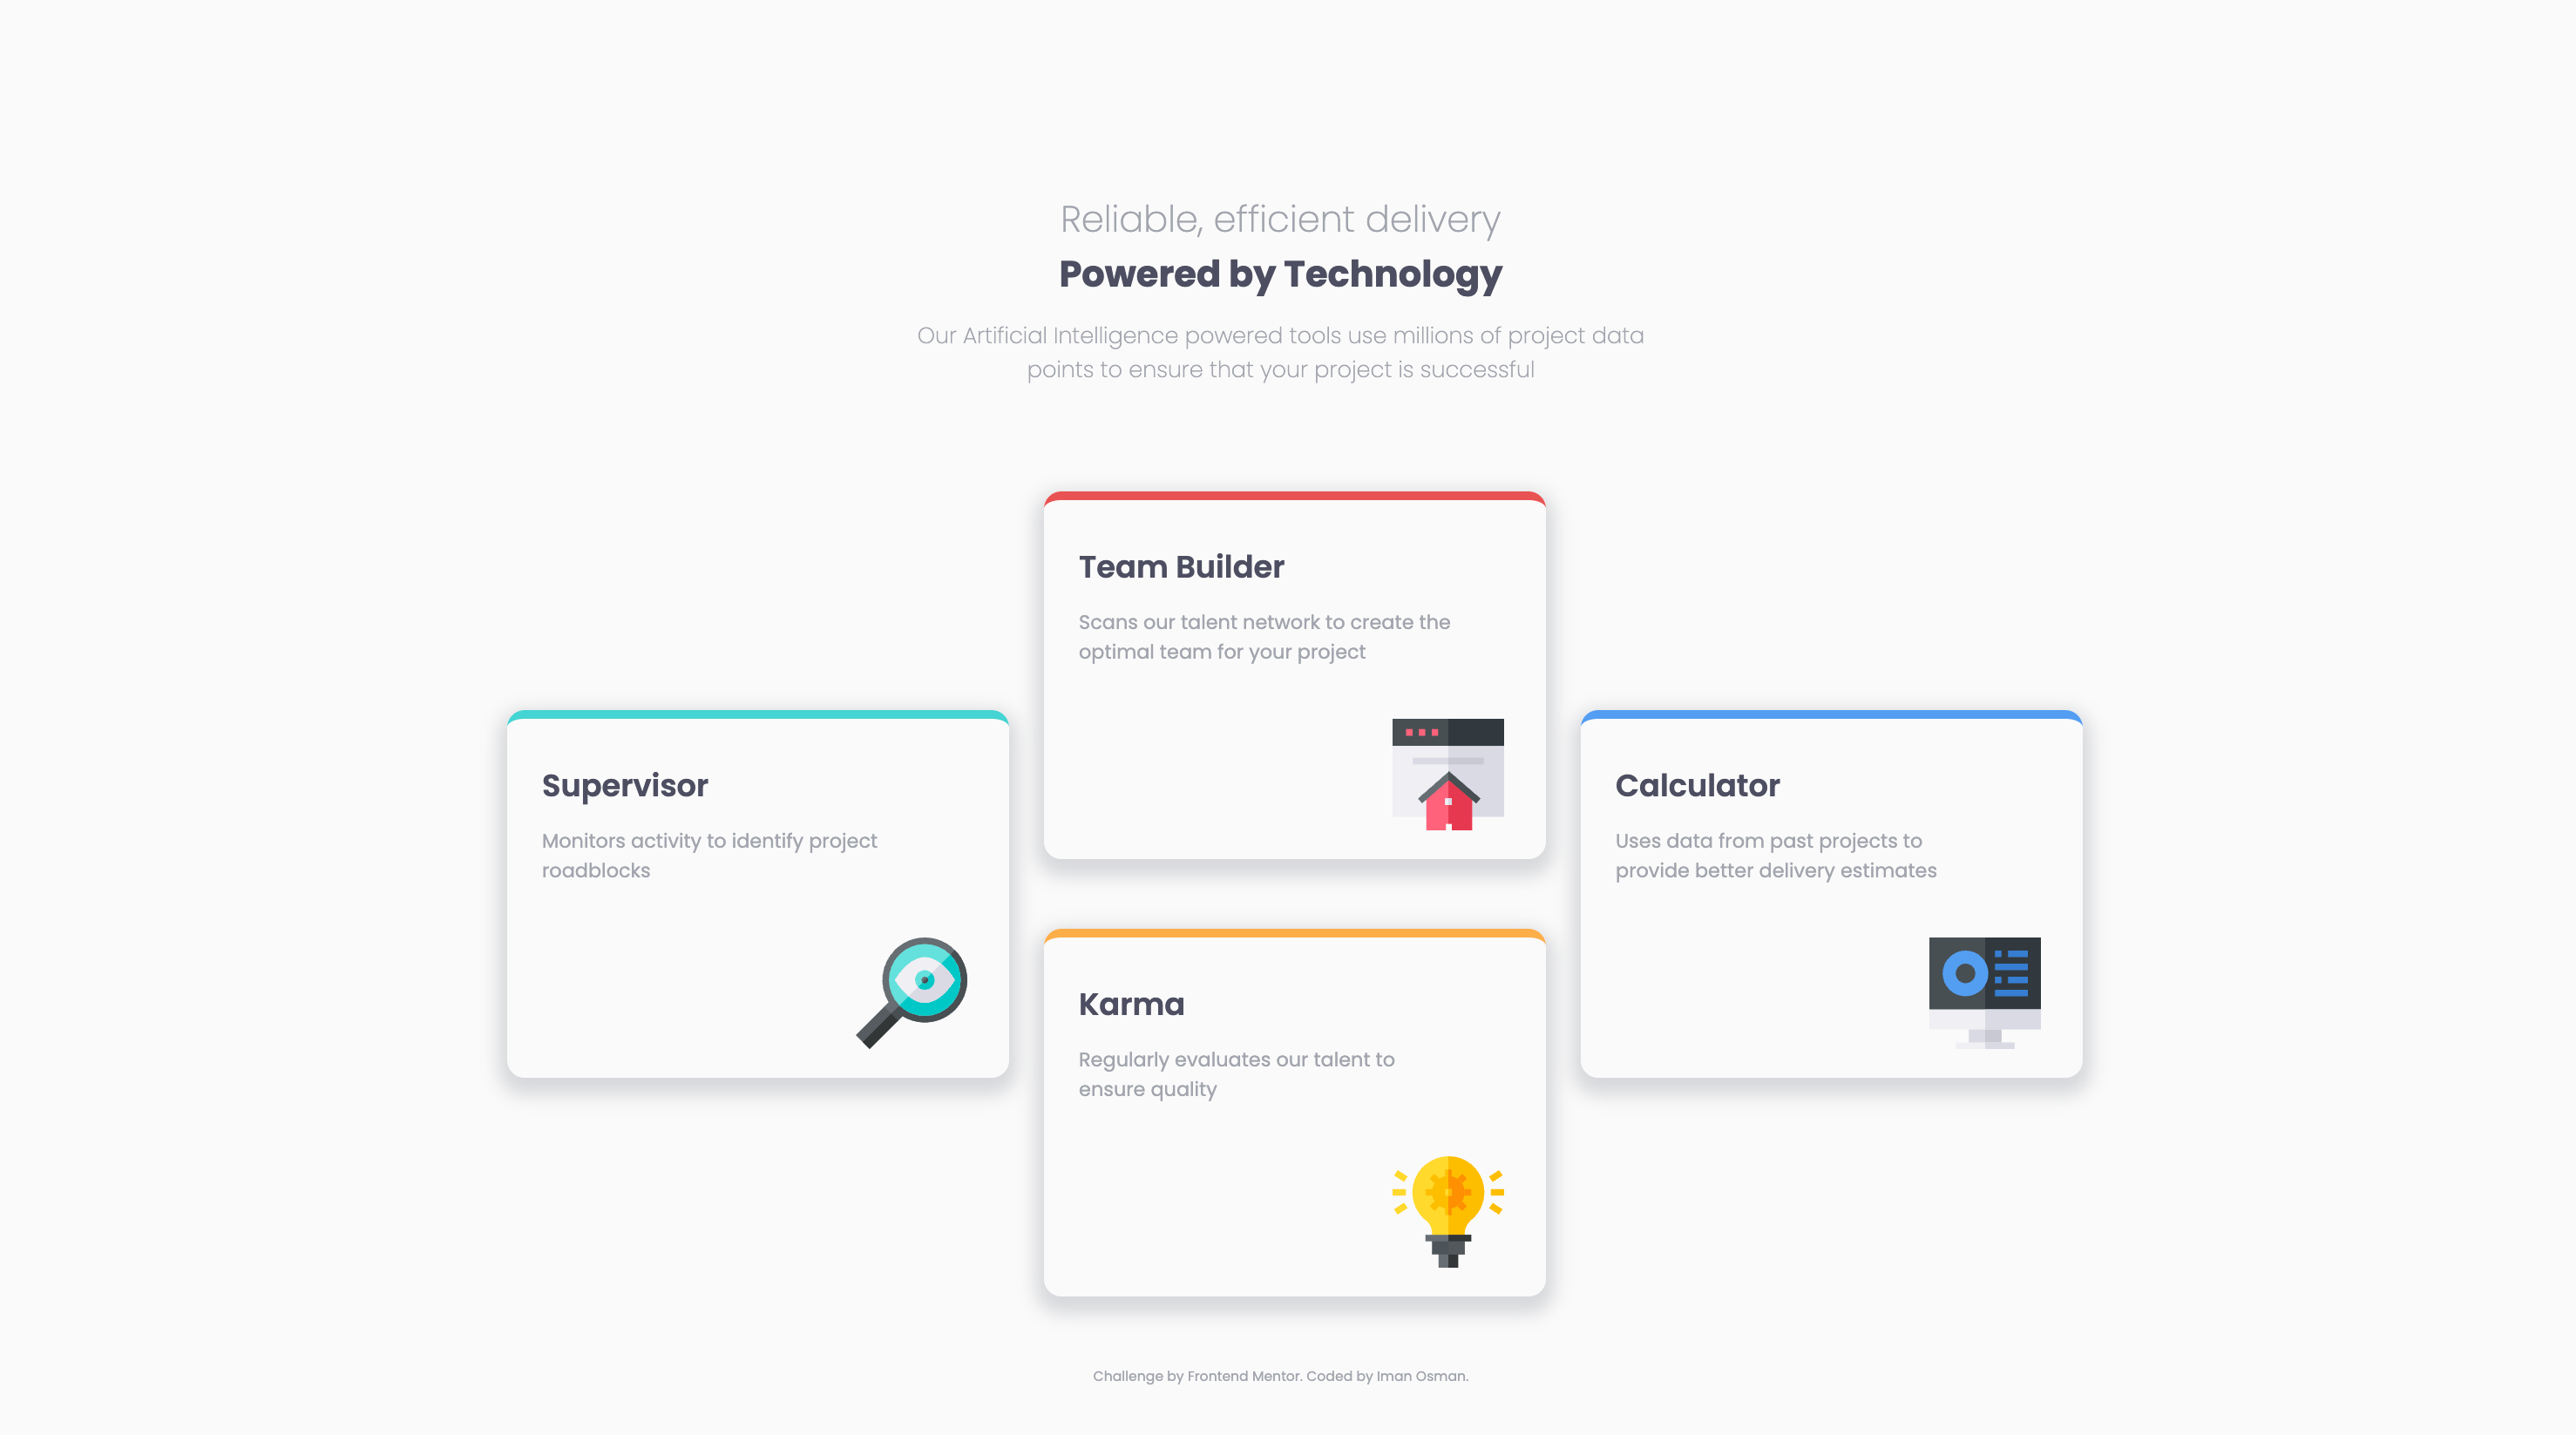 Reliable, efficient delivery
Powered by Technology
Our Artificial Intelligence powered tools use millions of project data
points to ensure that your project is successful
Supervisor
Monitors activity to identify project
roadblocks
Team Builder
Scans our talent network to create the
optimal team for your project
Karma
Regularly evaluates our talent to
ensure quality
Calculator
Uses data from past projects to
provide better delivery estimates
Challenge by Frontend Mentor. Coded by Iman Osman.